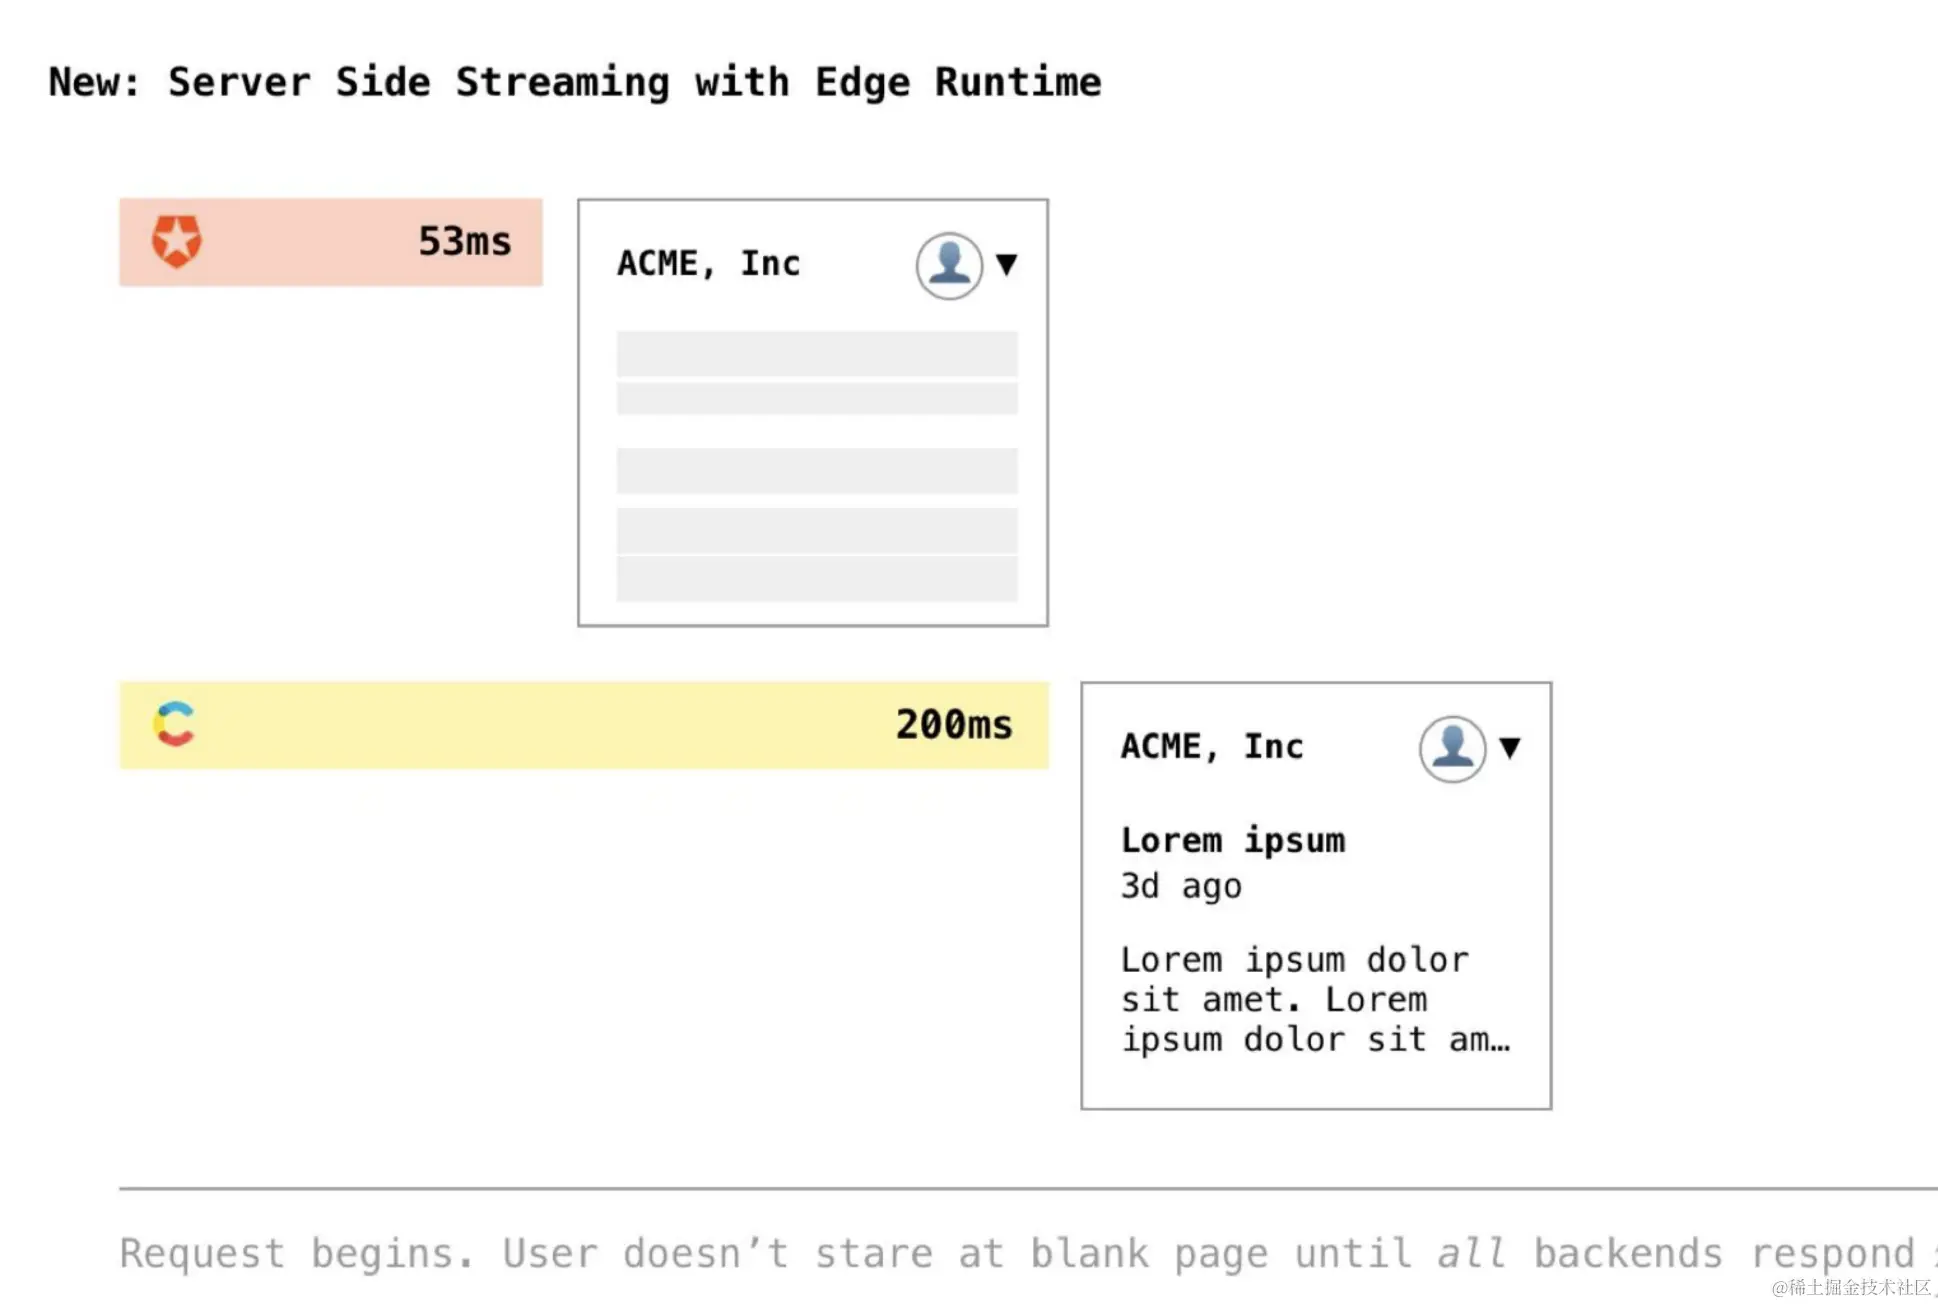 New: Server Side Streaming with Edge Runtime
53ms
ACME, Inc
200ms
ACME, Inc
Lorem ipsum
3d ago
Lorem ipsum dolor
sit amet. Lorem
ipsum dolor sit am…
Request begins. User doesn’t stare at blank page until all backends respond
@稀土掘金技术社区